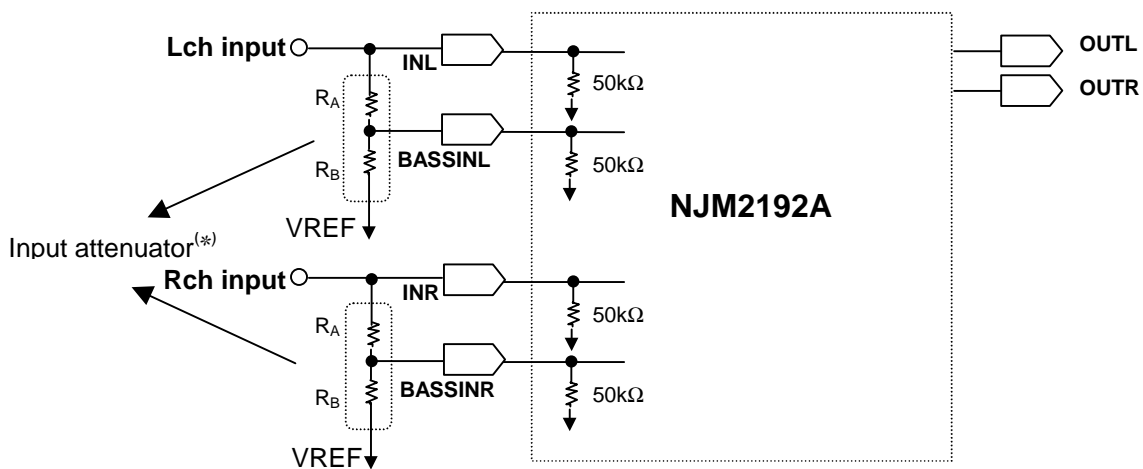 Lch input
INL
OUTL
OUTR
RA
50kΩ
BASSINL
RB
50kΩ
NJM2192A
VREF
Input attenuator(*)
Rch input
INR
RA
50kΩ
BASSINR
RB
50kΩ
VREF